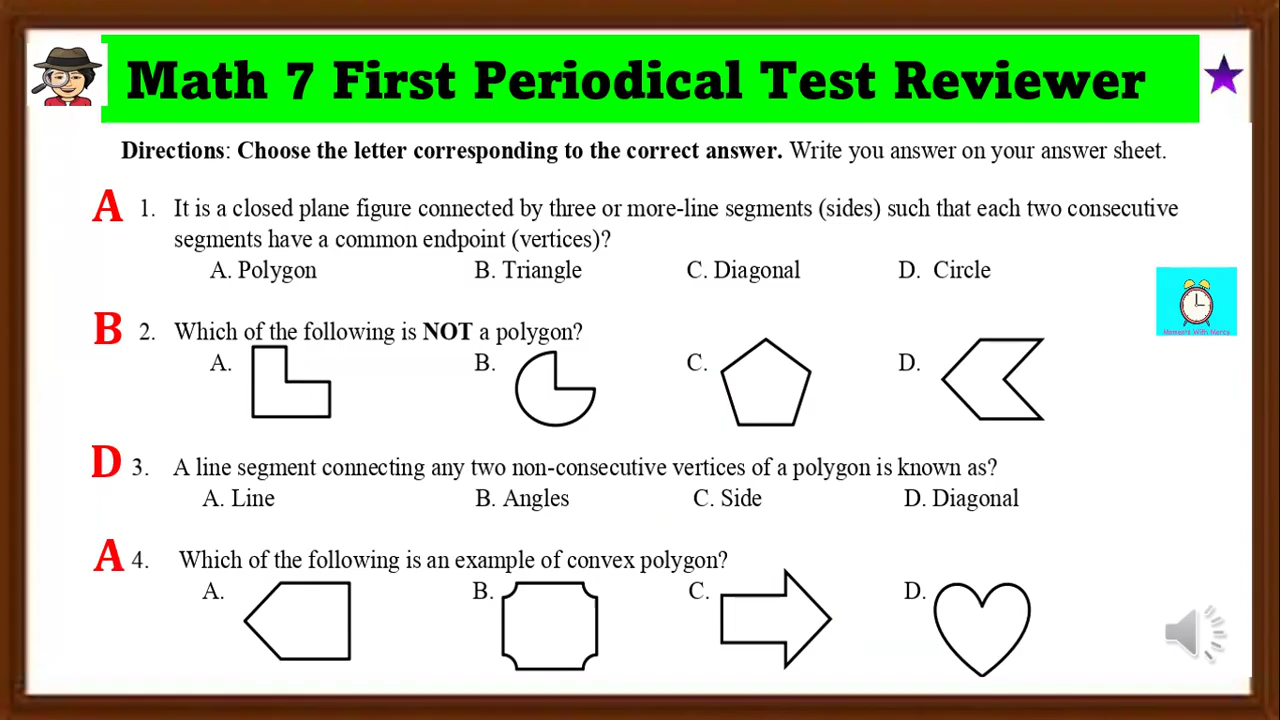 Math 7 First Periodical Test Reviewer
Directions: Choose the letter corresponding to the correct answer. Write you answer on your answer sheet.
A 1. It is a closed plane figure connected by three or more-line segments (sides) such that each two consecutive
segments have a common endpoint (vertices)?
A. Polygon B. Triangle C. Diagonal D. Circle
Moments With Mercy
B 2. Which of the following is NOT a polygon?
A. B. C. D.
D 3. A line segment connecting any two non-consecutive vertices of a polygon is known as?
A. Line B. Angles C. Side D. Diagonal
A 4. Which of the following is an example of convex polygon?
A. B. C. D.